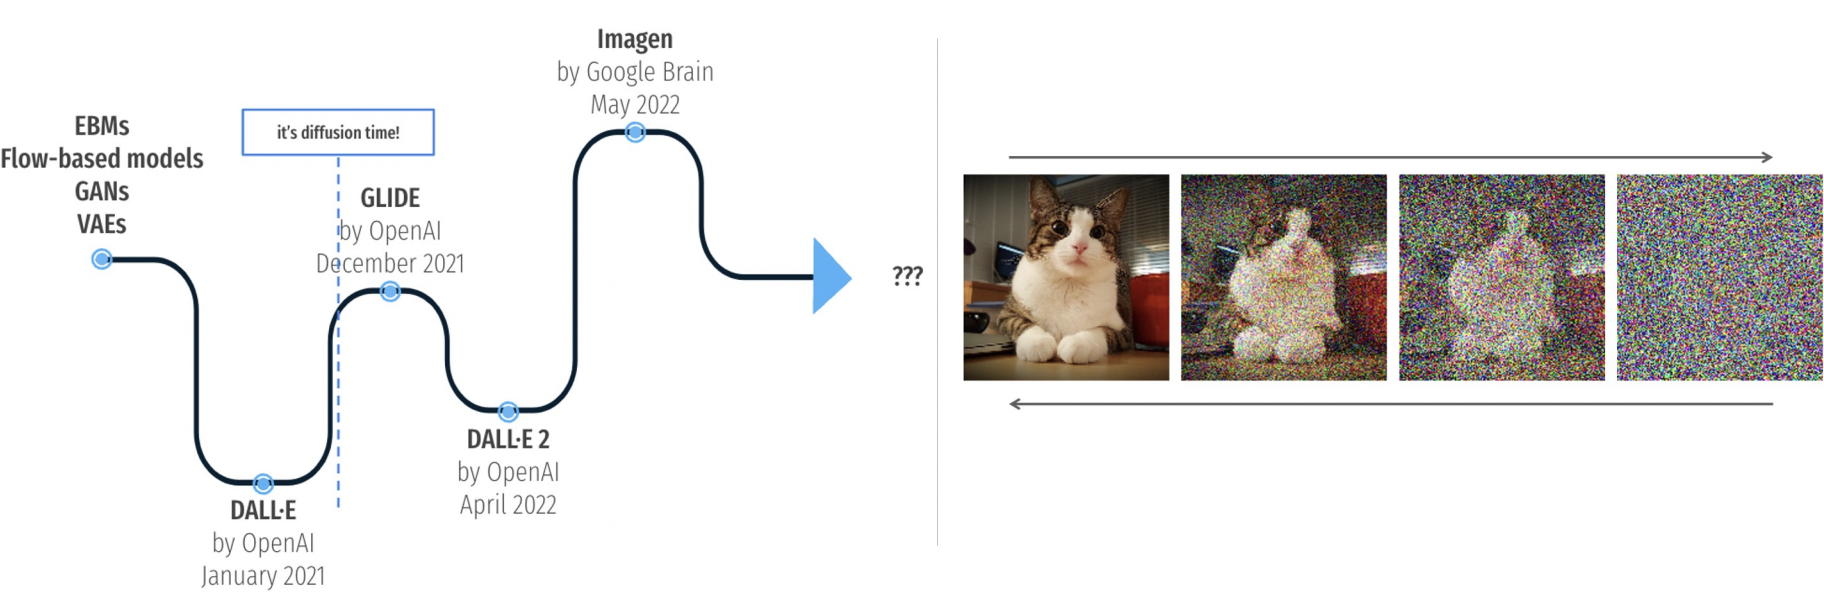 EBMs
Flow-based models
GANs
VAEs
DALL·E
by OpenAI
January 2021
it's diffusion time!
GLIDE
by OpenAI
December 2021
DALL·E 2
by OpenAI
April 2022
Imagen
by Google Brain
May 2022
???